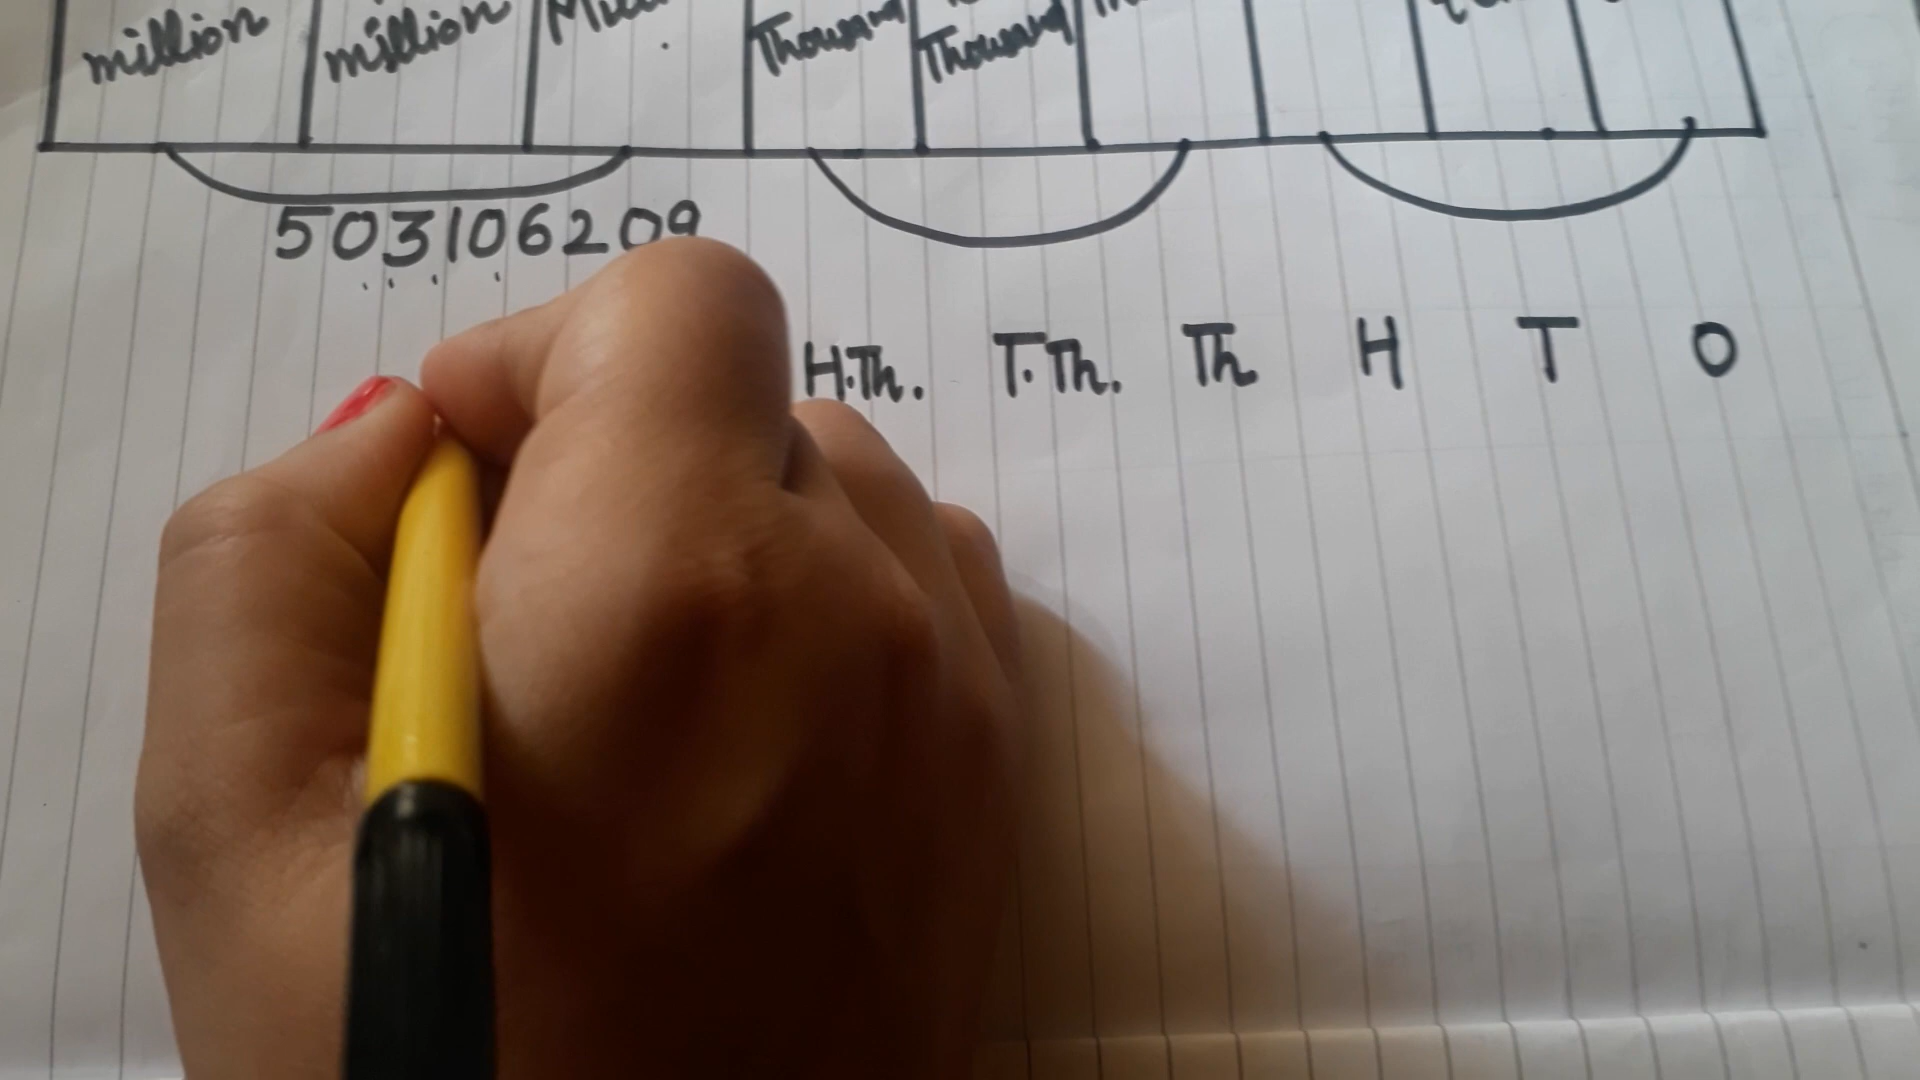 million million Thousand Thousand
503106209
H.Th. T.Th. Th H T O